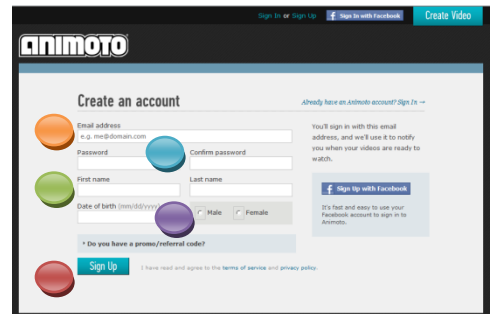 Sign In or Sign Up
f Sign In with Facebook
Create Video
ANIMOTO
Create an account
Already have an Animoto account? Sign In →
Email address
e.g. me@domain.com
Password
Confirm password
First name
Last name
Date of birth (mm/dd/yyyy)
Male
Female
You'll sign in with this email
address, and we'll use it to notify
you when your videos are ready to
watch.
f Sign Up with Facebook
It's fast and easy to use your
Facebook account to sign in to
Animoto.
Do you have a promo/referral code?
Sign Up
I have read and agree to the terms of service and privacy policy.